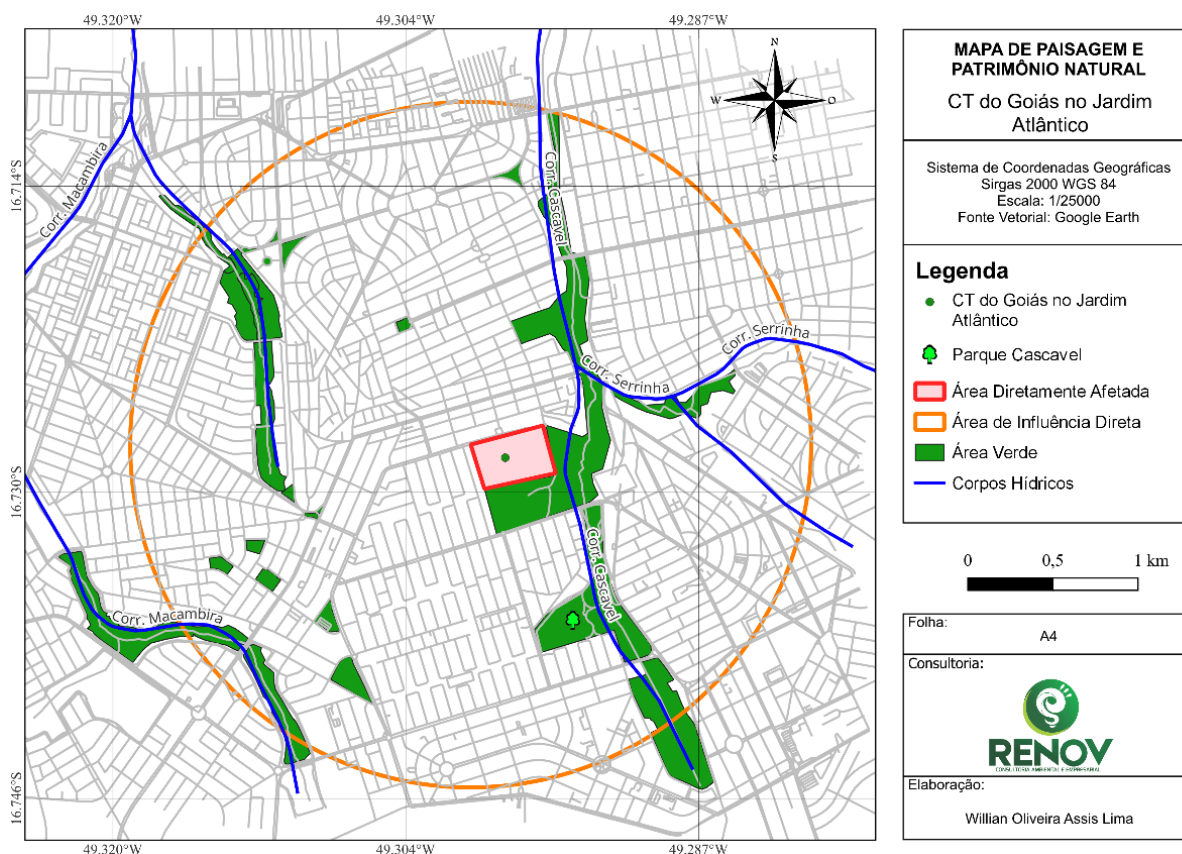 49.320°W
49.304°W
49.287°W
16.714°S
16.730°S
16.746°S
N
W
O
S
Corr. Macambira
Corr. Cascavel
Corr. Serrinha
Corr. Serrinha
Corr. Cascavel
Corr. Macambira
49.320°W
49.304°W
49.287°W
MAPA DE PAISAGEM E
PATRIMÔNIO NATURAL
CT do Goiás no Jardim
Atlântico
Sistema de Coordenadas Geográficas
Sirgas 2000 WGS 84
Escala: 1/25000
Fonte Vetorial: Google Earth
Legenda
CT do Goiás no Jardim
Atlântico
Parque Cascavel
Área Diretamente Afetada
Área de Influência Direta
Área Verde
Corpos Hídricos
0 0,5 1 km
Folha:
A4
Consultoria:
RENOV
CONSULTORIA AMBIENTAL E EMPRESARIAL
Elaboração:
Willian Oliveira Assis Lima